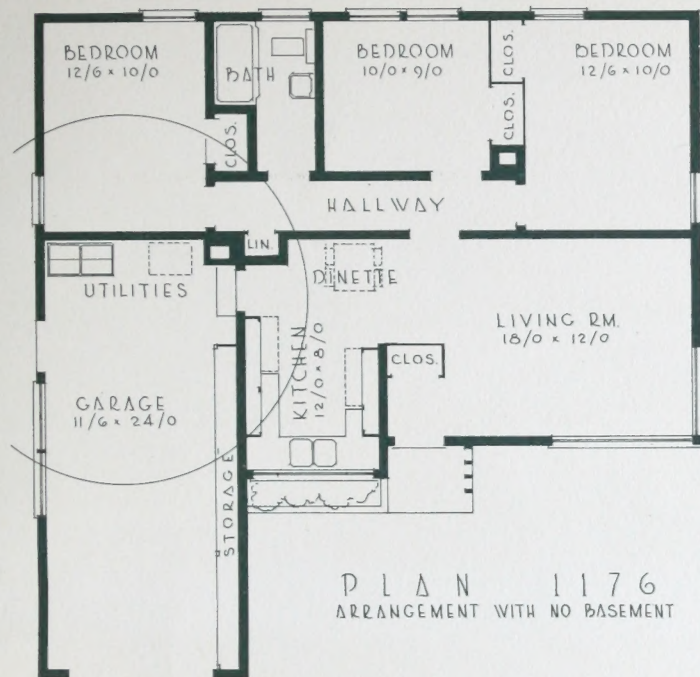 BEDROOM
12/6 x 10/0
BATH
BEDROOM
10/0 x 9/0
CLOS.
CLOS.
BEDROOM
12/6 x 10/0
CLOS.
HALLWAY
LIN.
UTILITIES
DINETTE
KITCHEN
12/0 x 8/0
LIVING RM.
18/0 x 12/0
CLOS.
GARAGE
11/6 x 24/0
STORAGE
PLAN 1176
ARRANGEMENT WITH NO BASEMENT